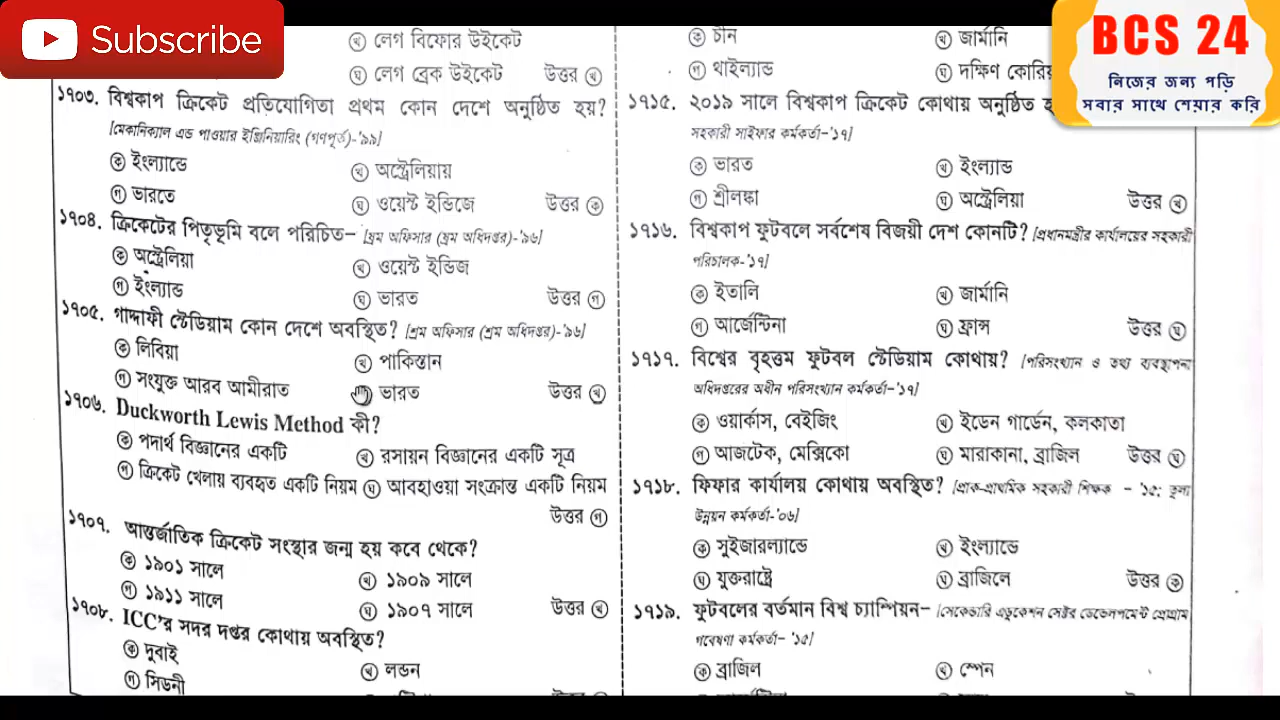 Subscribe
BCS 24
নিজের জন্য পড়ি
সবার সাথে শেয়ার করি
খ লেগ বিফোর উইকেট
ঘ লেগ ব্রেক উইকেট উত্তর খ
১৭০৩. বিশ্বকাপ ক্রিকেট প্রতিযোগিতা প্রথম কোন দেশে অনুষ্ঠিত হয়?
[মেকানিক্যাল এন্ড পাওয়ার ইঞ্জিনিয়ারিং (গণপূর্ত)-'৯৯]
ক ইংল্যান্ডে খ অস্ট্রেলিয়ায়
গ ভারতে ঘ ওয়েস্ট ইন্ডিজে উত্তর ক
১৭০৪. ক্রিকেটের পিতৃভূমি বলে পরিচিত– [শ্রম অফিসার (শ্রম অধিদপ্তর)-'৯৬]
ক অস্ট্রেলিয়া খ ওয়েস্ট ইন্ডিজ
গ ইংল্যান্ড ঘ ভারত উত্তর গ
১৭০৫. গাদ্দাফী স্টেডিয়াম কোন দেশে অবস্থিত? [শ্রম অফিসার (শ্রম অধিদপ্তর)-'৯৬]
ক লিবিয়া খ পাকিস্তান
গ সংযুক্ত আরব আমীরাত ভারত উত্তর খ
১৭০৬. Duckworth Lewis Method কী?
ক পদার্থ বিজ্ঞানের একটি খ রসায়ন বিজ্ঞানের একটি সূত্র
গ ক্রিকেট খেলায় ব্যবহৃত একটি নিয়ম ঘ আবহাওয়া সংক্রান্ত একটি নিয়ম
উত্তর গ
১৭০৭. আন্তর্জাতিক ক্রিকেট সংস্থার জন্ম হয় কবে থেকে?
ক ১৯০১ সালে খ ১৯০৯ সালে
গ ১৯১১ সালে ঘ ১৯০৭ সালে উত্তর খ
১৭০৮. ICC'র সদর দপ্তর কোথায় অবস্থিত?
ক দুবাই খ লন্ডন
গ সিডনী
ক চীন খ জার্মানি
গ থাইল্যান্ড ঘ দক্ষিণ কোরিয়
১৭১৫. ২০১৯ সালে বিশ্বকাপ ক্রিকেট কোথায় অনুষ্ঠিত
সহকারী সাইফার কর্মকর্তা-'১৭]
ক ভারত খ ইংল্যান্ড
গ শ্রীলঙ্কা ঘ অস্ট্রেলিয়া উত্তর খ
১৭১৬. বিশ্বকাপ ফুটবলে সর্বশেষ বিজয়ী দেশ কোনটি? [প্রধানমন্ত্রীর কার্যালয়ের সহকারী
পরিচালক-'১৭]
ক ইতালি খ জার্মানি
গ আর্জেন্টিনা ঘ ফ্রান্স উত্তর ঘ
১৭১৭. বিশ্বের বৃহত্তম ফুটবল স্টেডিয়াম কোথায়? [পরিসংখ্যান ও তথ্য ব্যবস্থাপনা
অধিদপ্তরের অধীন পরিসংখ্যান কর্মকর্তা-'১৭]
ক ওয়ার্কাস, বেইজিং খ ইডেন গার্ডেন, কলকাতা
গ আজটেক, মেক্সিকো ঘ মারাকানা, ব্রাজিল উত্তর ঘ
১৭১৮. ফিফার কার্যালয় কোথায় অবস্থিত? [প্রাক-প্রাথমিক সহকারী শিক্ষক – '১৫; তুলা
উন্নয়ন কর্মকর্তা-'০৬]
ক সুইজারল্যান্ডে খ ইংল্যান্ডে
ঘ যুক্তরাষ্ট্রে ঘ ব্রাজিলে উত্তর ক
১৭১৯. ফুটবলের বর্তমান বিশ্ব চ্যাম্পিয়ন– [সেকেন্ডারি এডুকেশন সেক্টর ডেভেলপমেন্ট প্রোগ্রাম
গবেষণা কর্মকর্তা- '১৫]
ক ব্রাজিল খ স্পেন